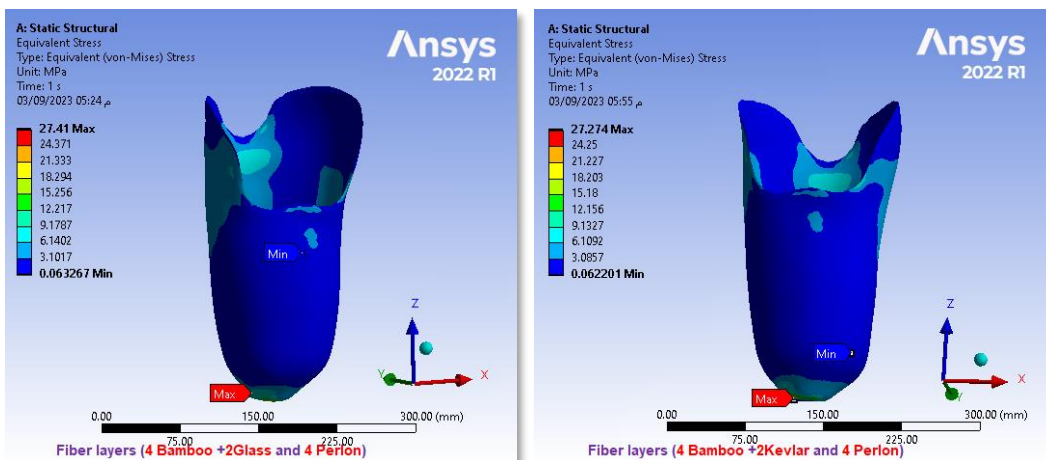 A: Static Structural
Equivalent Stress
Type: Equivalent (von-Mises) Stress
Unit: MPa
Time: 1 s
03/09/2023 05:24 م
Ansys
2022 R1
27.41 Max
24.371
21.333
18.294
15.256
12.217
9.1787
6.1402
3.1017
0.063267 Min
Min
Max
Z
Y
X
0.00
150.00
300.00 (mm)
75.00
225.00
Fiber layers (4 Bamboo +2Glass and 4 Perlon)
A: Static Structural
Equivalent Stress
Type: Equivalent (von-Mises) Stress
Unit: MPa
Time: 1 s
03/09/2023 05:55 م
Ansys
2022 R1
27.274 Max
24.25
21.227
18.203
15.18
12.156
9.1327
6.1092
3.0857
0.062201 Min
Min
Max
Z
X
Y
0.00
150.00
300.00 (mm)
75.00
225.00
Fiber layers (4 Bamboo +2Kevlar and 4 Perlon)